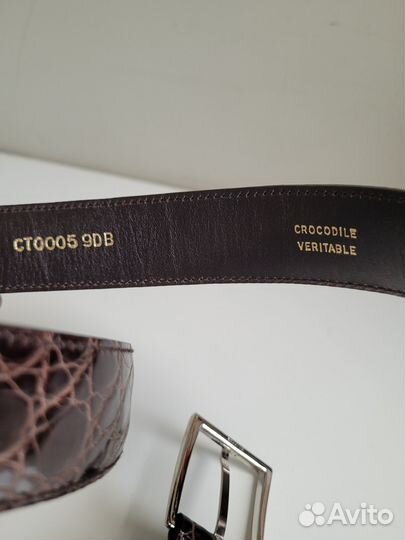 CT0005 9DB
CROCODILE
VERITABLE
Avito